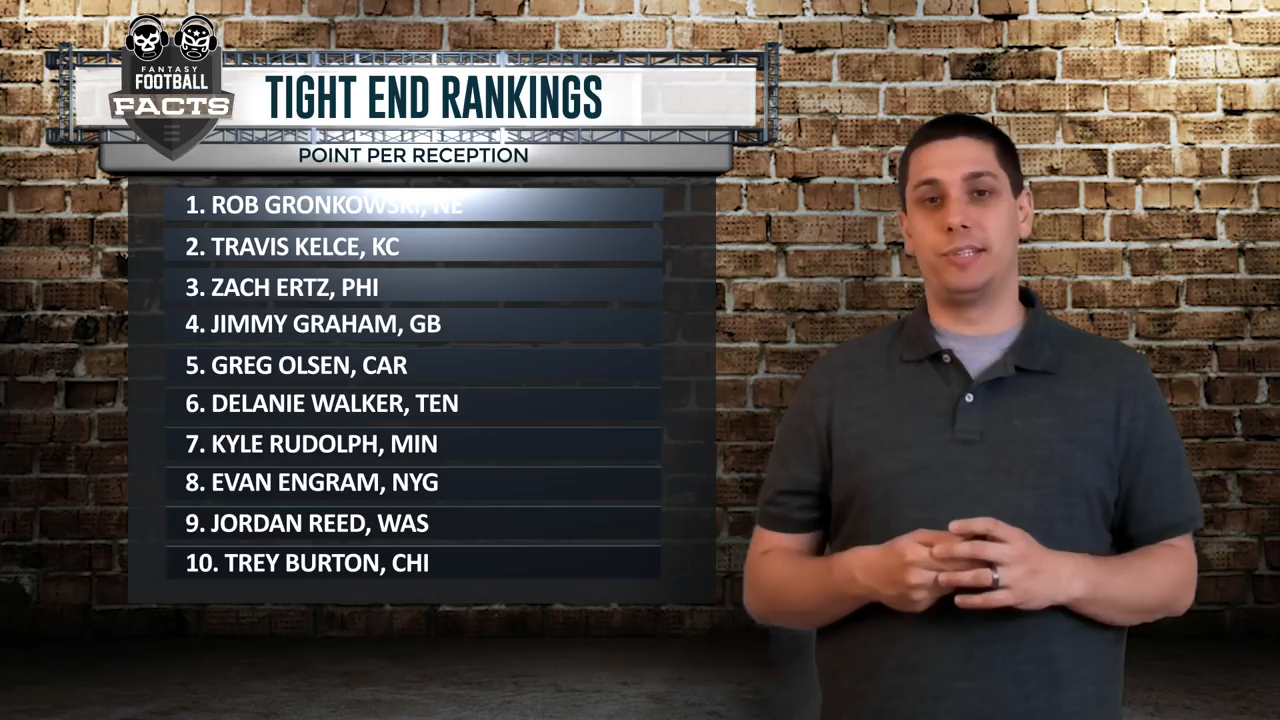 FANTASY
FOOTBALL
FACTS
TIGHT END RANKINGS
POINT PER RECEPTION
1. ROB GRONKOWSKI, NE
2. TRAVIS KELCE, KC
3. ZACH ERTZ, PHI
4. JIMMY GRAHAM, GB
5. GREG OLSEN, CAR
6. DELANIE WALKER, TEN
7. KYLE RUDOLPH, MIN
8. EVAN ENGRAM, NYG
9. JORDAN REED, WAS
10. TREY BURTON, CHI